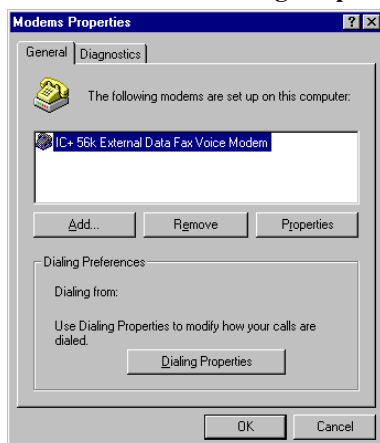 Modems Properties
General Diagnostics
The following modems are set up on this computer:
IC+ 56k External Data Fax Voice Modem
Add... Remove Properties
Dialing Preferences
Dialing from:
Use Dialing Properties to modify how your calls are
dialed.
Dialing Properties
OK Cancel